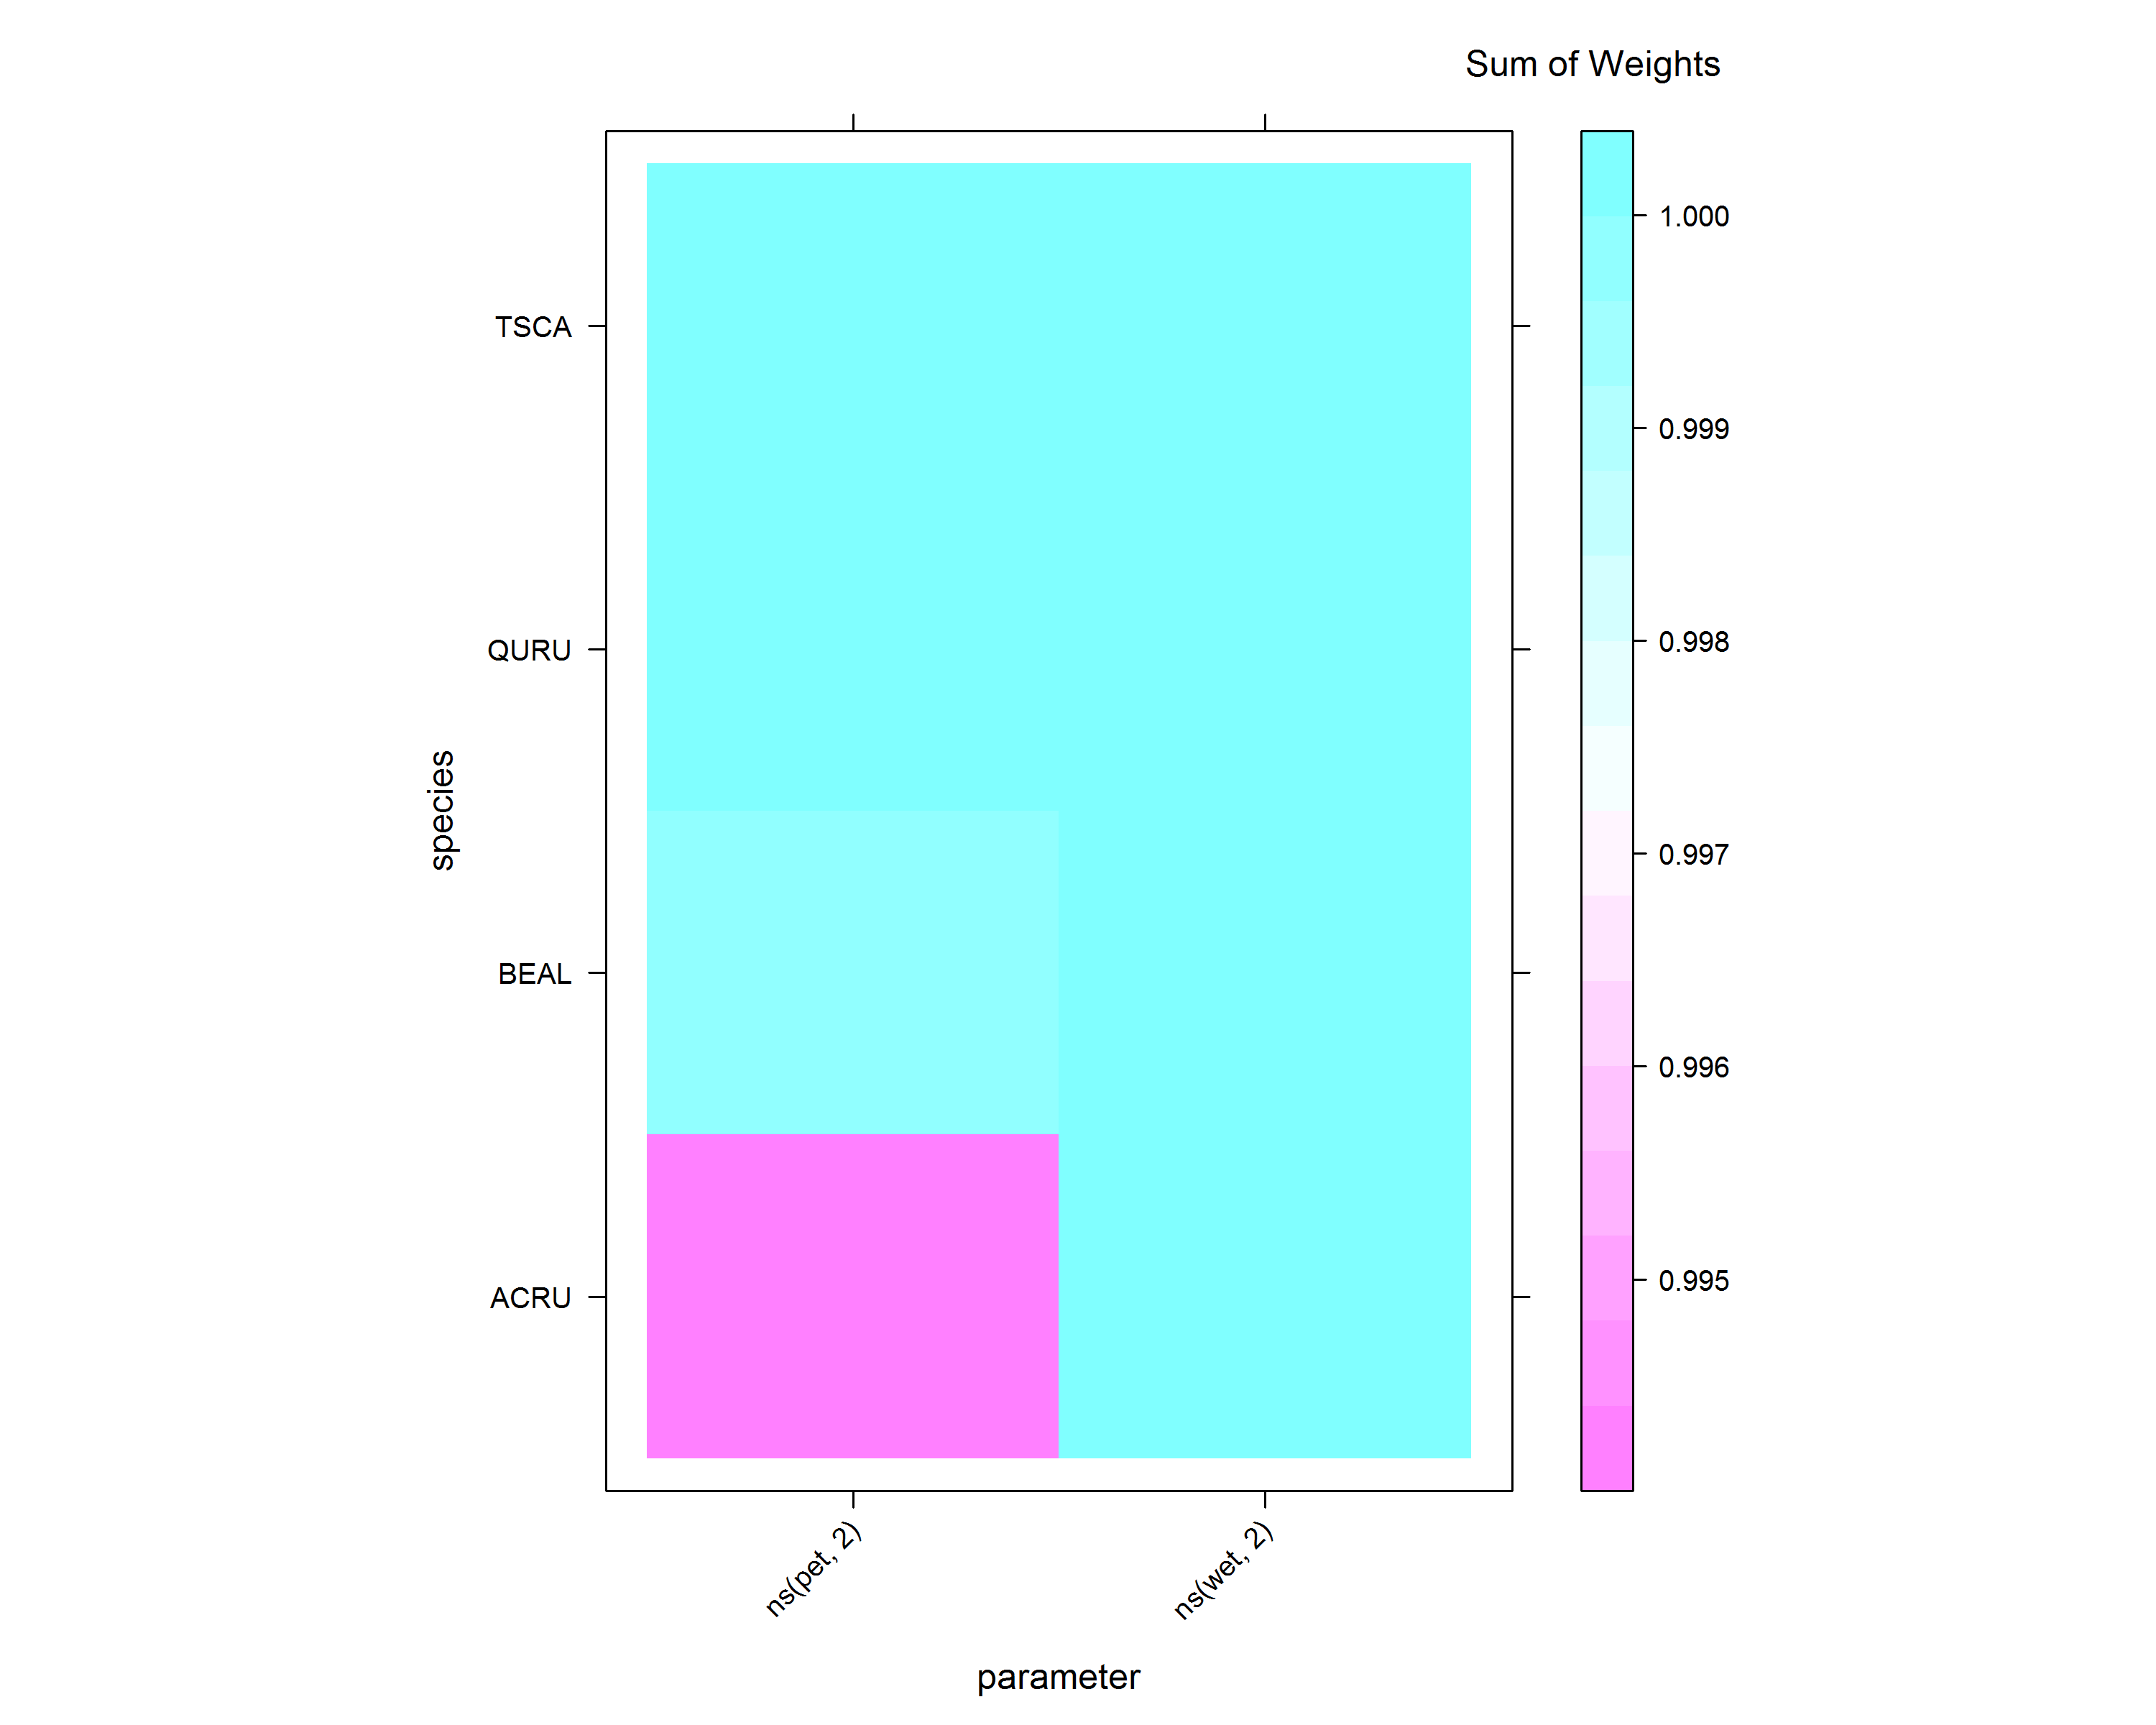 Sum of Weights
1.000
0.999
0.998
0.997
0.996
0.995
species
TSCA
QURU
BEAL
ACRU
ns(pet, 2)
ns(wet, 2)
parameter